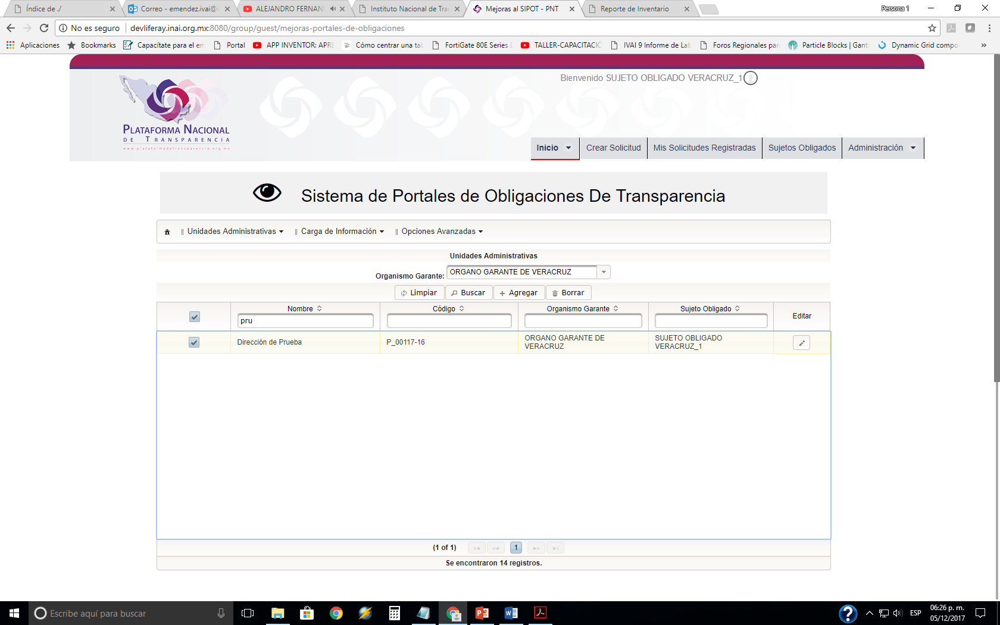 Índice de ./
Correo - emendez.ivai@
ALEJANDRO FERNAND
Instituto Nacional de Tra
Mejoras al SIPOT - PNT
Reporte de Inventario
Persona 1
No es seguro
devliferay.inai.org.mx:8080/group/guest/mejoras-portales-de-obligaciones
Aplicaciones
Bookmarks
Capacítate para el em
Portal
APP INVENTOR: APRE
Cómo centrar una tab
FortiGate 80E Series
TALLER-CAPACITACIÓ
IVAI 9 Informe de Lab
Foros Regionales para
Particle Blocks | Gant
Dynamic Grid compo
»
Bienvenido SUJETO OBLIGADO VERACRUZ_1
PLATAFORMA NACIONAL
DE TRANSPARENCIA
www.plataformadetransparencia.org.mx
Inicio
Crear Solicitud
Mis Solicitudes Registradas
Sujetos Obligados
Administración
Sistema de Portales de Obligaciones De Transparencia
Unidades Administrativas
Carga de Información
Opciones Avanzadas
Unidades Administrativas
Organismo Garante: ORGANO GARANTE DE VERACRUZ
Limpiar
Buscar
Agregar
Borrar
Nombre
Código
Organismo Garante
Sujeto Obligado
Editar
pru
Dirección de Prueba
P_00117-16
ORGANO GARANTE DE
VERACRUZ
SUJETO OBLIGADO
VERACRUZ_1
(1 of 1)
1
Se encontraron 14 registros.
Escribe aquí para buscar
ESP
06:26 p. m.
05/12/2017